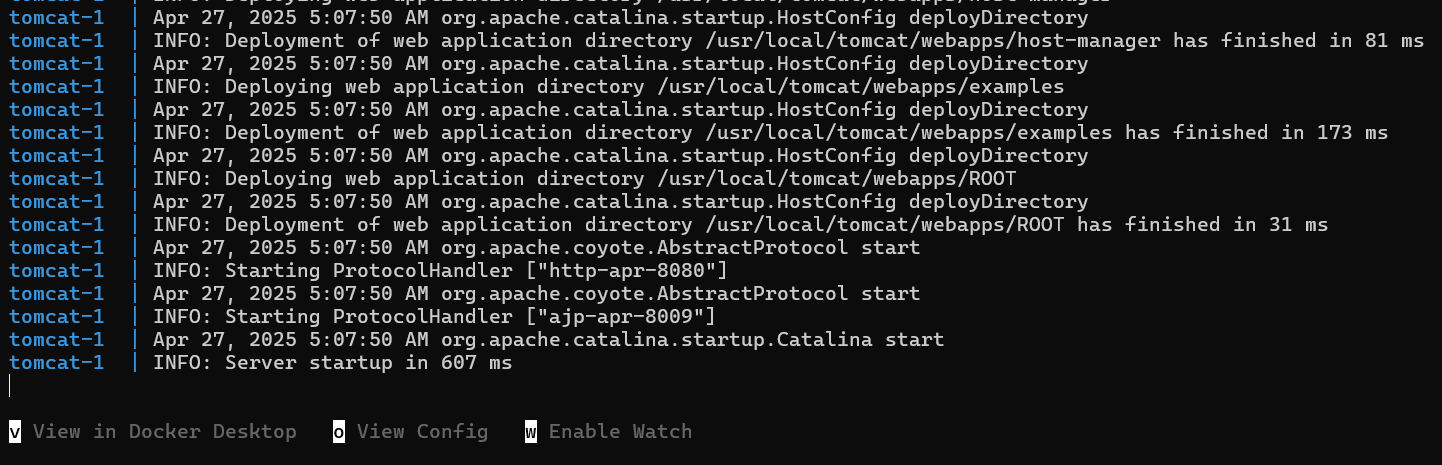 tomcat-1  | INFO: Deploying web application directory /usr/local/tomcat/webapps/host-manager
tomcat-1  | Apr 27, 2025 5:07:50 AM org.apache.catalina.startup.HostConfig deployDirectory
tomcat-1  | INFO: Deployment of web application directory /usr/local/tomcat/webapps/host-manager has finished in 81 ms
tomcat-1  | Apr 27, 2025 5:07:50 AM org.apache.catalina.startup.HostConfig deployDirectory
tomcat-1  | INFO: Deploying web application directory /usr/local/tomcat/webapps/examples
tomcat-1  | Apr 27, 2025 5:07:50 AM org.apache.catalina.startup.HostConfig deployDirectory
tomcat-1  | INFO: Deployment of web application directory /usr/local/tomcat/webapps/examples has finished in 173 ms
tomcat-1  | Apr 27, 2025 5:07:50 AM org.apache.catalina.startup.HostConfig deployDirectory
tomcat-1  | INFO: Deploying web application directory /usr/local/tomcat/webapps/ROOT
tomcat-1  | Apr 27, 2025 5:07:50 AM org.apache.catalina.startup.HostConfig deployDirectory
tomcat-1  | INFO: Deployment of web application directory /usr/local/tomcat/webapps/ROOT has finished in 31 ms
tomcat-1  | Apr 27, 2025 5:07:50 AM org.apache.coyote.AbstractProtocol start
tomcat-1  | INFO: Starting ProtocolHandler ["http-apr-8080"]
tomcat-1  | Apr 27, 2025 5:07:50 AM org.apache.coyote.AbstractProtocol start
tomcat-1  | INFO: Starting ProtocolHandler ["ajp-apr-8009"]
tomcat-1  | Apr 27, 2025 5:07:50 AM org.apache.catalina.startup.Catalina start
tomcat-1  | INFO: Server startup in 607 ms
v View in Docker Desktop   o View Config   w Enable Watch